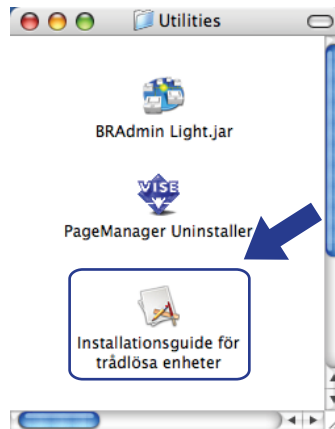 Utilities
BRAdmin Light.jar
VISE
PageManager Uninstaller
Installationsguide för
trådlösa enheter